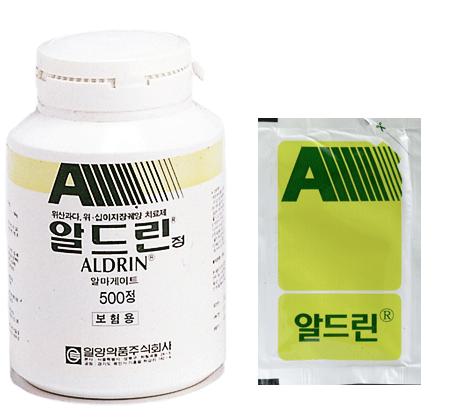 A
위산과다, 위·십이지장궤양 치료제
알드린®정
ALDRIN®
알마게이트
500정
보험용
일양약품주식회사
A
알드린®